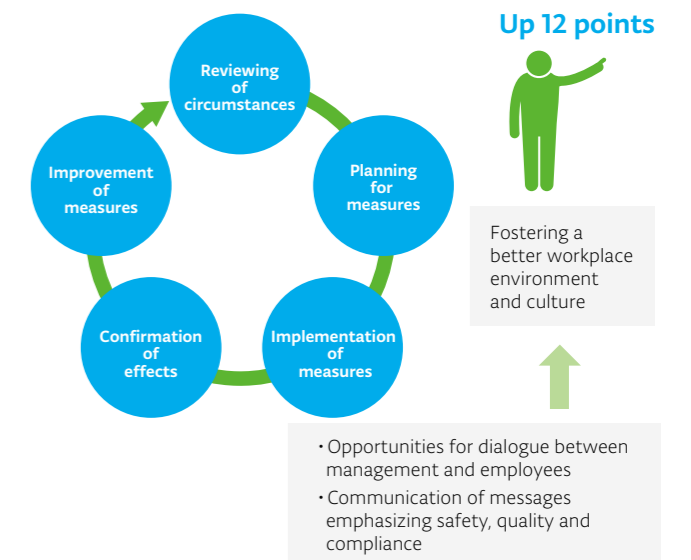 Up 12 points
Reviewing
of
circumstances
Planning
for
measures
Implementation
of
measures
Confirmation
of
effects
Improvement
of
measures
Fostering a
better workplace
environment
and culture
・Opportunities for dialogue between
management and employees
・Communication of messages
emphasizing safety, quality and
compliance